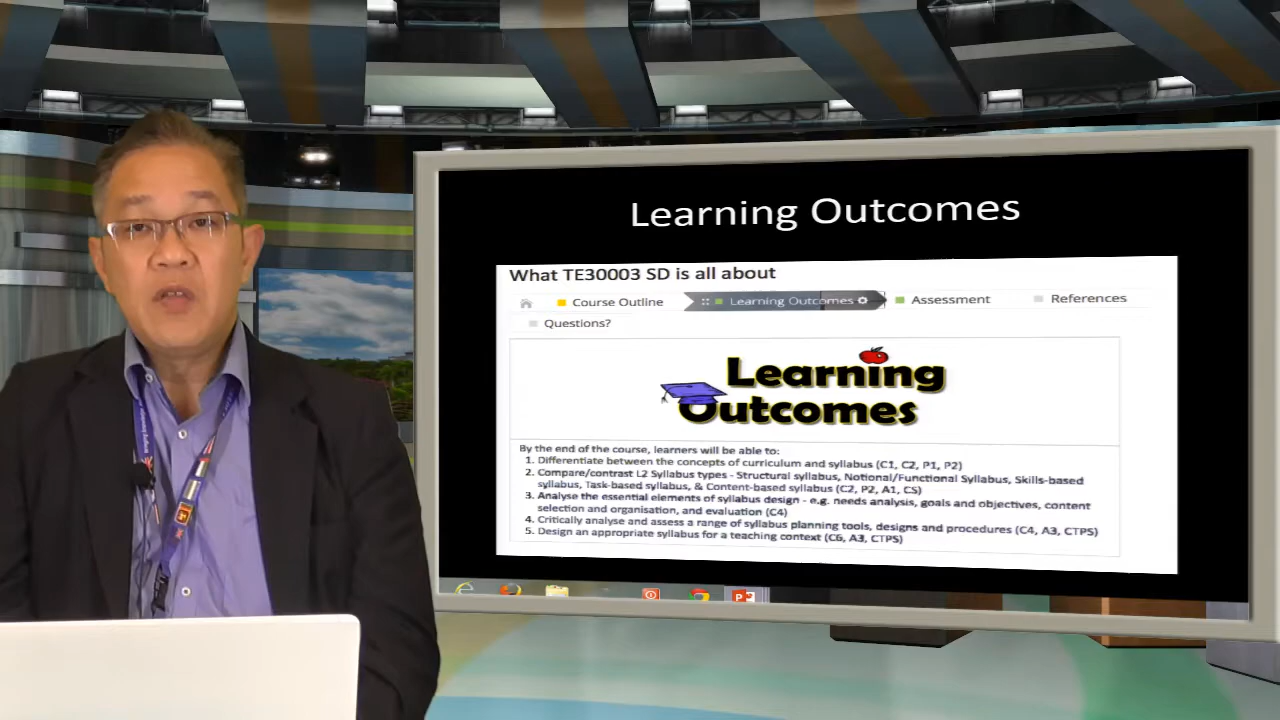 Learning Outcomes
What TE30003 SD is all about
Course Outline
Learning Outcomes
Assessment
References
Questions?
Learning
Outcomes
By the end of the course, learners will be able to:
1. Differentiate between the concepts of curriculum and syllabus (C1, C2, P1, P2)
2. Compare/contrast L2 Syllabus types - Structural syllabus, Notional/Functional Syllabus, Skills-based
syllabus, Task-based syllabus, & Content-based syllabus (C2, P2, A1, CS)
3. Analyse the essential elements of syllabus design - e.g. needs analysis, goals and objectives, content
selection and organisation, and evaluation (C4)
4. Critically analyse and assess a range of syllabus planning tools, designs and procedures (C4, A3, CTPS)
5. Design an appropriate syllabus for a teaching context (C6, A3, CTPS)